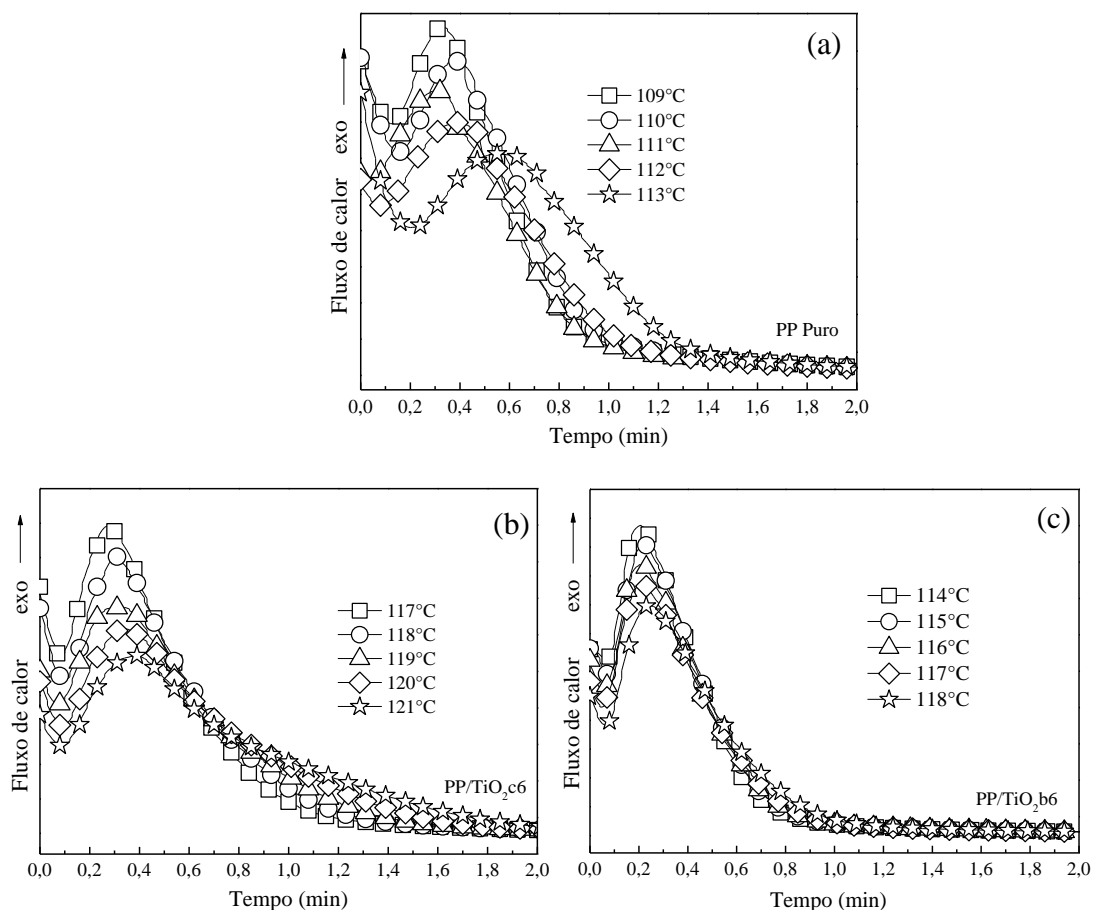 (a)
109°C
110°C
111°C
112°C
113°C
Fluxo de calor exo
PP Puro
0,0 0,2 0,4 0,6 0,8 1,0 1,2 1,4 1,6 1,8 2,0
Tempo (min)
(b)
117°C
118°C
119°C
120°C
121°C
Fluxo de calor exo
PP/TiO₂c6
0,0 0,2 0,4 0,6 0,8 1,0 1,2 1,4 1,6 1,8 2,0
Tempo (min)
(c)
114°C
115°C
116°C
117°C
118°C
Fluxo de calor exo
PP/TiO₂b6
0,0 0,2 0,4 0,6 0,8 1,0 1,2 1,4 1,6 1,8 2,0
Tempo (min)